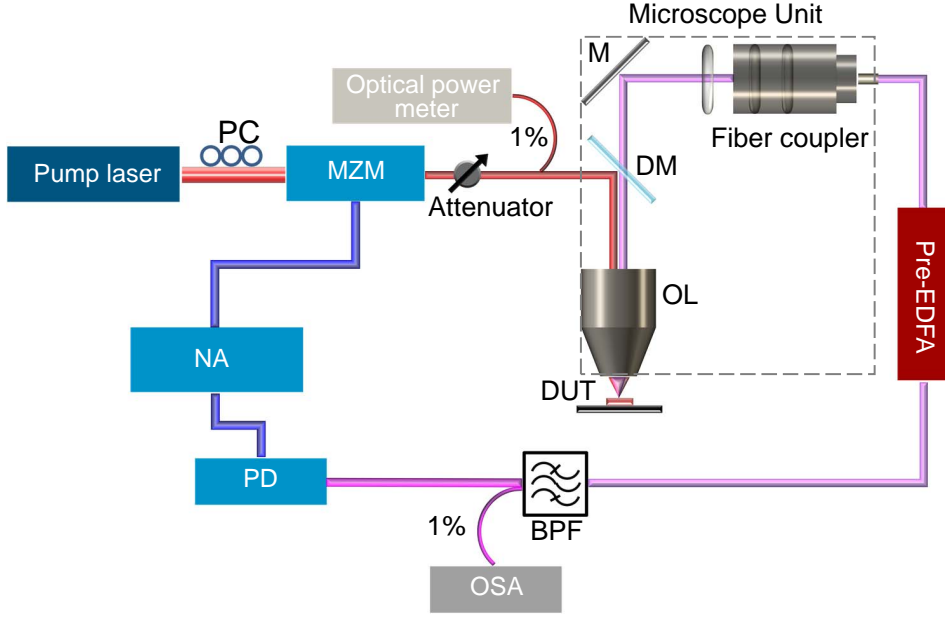 Microscope Unit
M
Optical power
meter
PC
1%
Fiber coupler
Pump laser
MZM
DM
Attenuator
Pre-EDFA
OL
NA
DUT
PD
1%
BPF
OSA